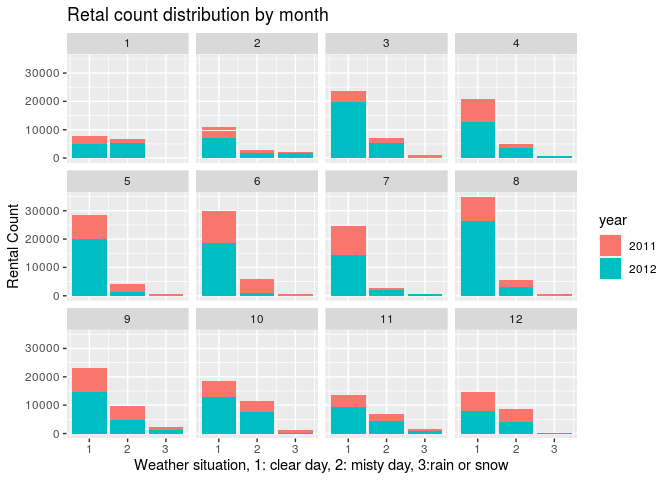 Retal count distribution by month
1 2 3 4
30000
20000
10000
0
5 6 7 8
30000
20000
10000
0
9 10 11 12
30000
20000
10000
0
1 2 3 1 2 3 1 2 3 1 2 3
Weather situation, 1: clear day, 2: misty day, 3:rain or snow
Rental Count
year
2011
2012